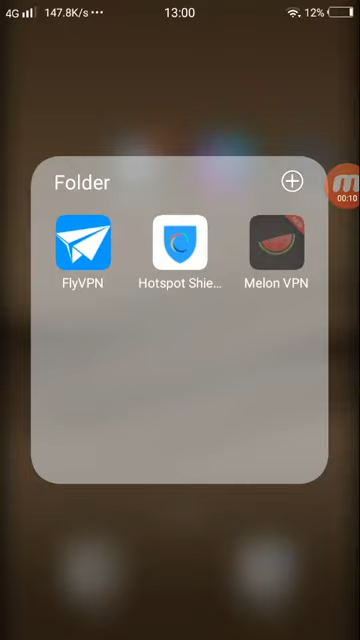 4G 147.8K/s ••• 13:00 12%
Folder
00:10
FlyVPN Hotspot Shie... Melon VPN